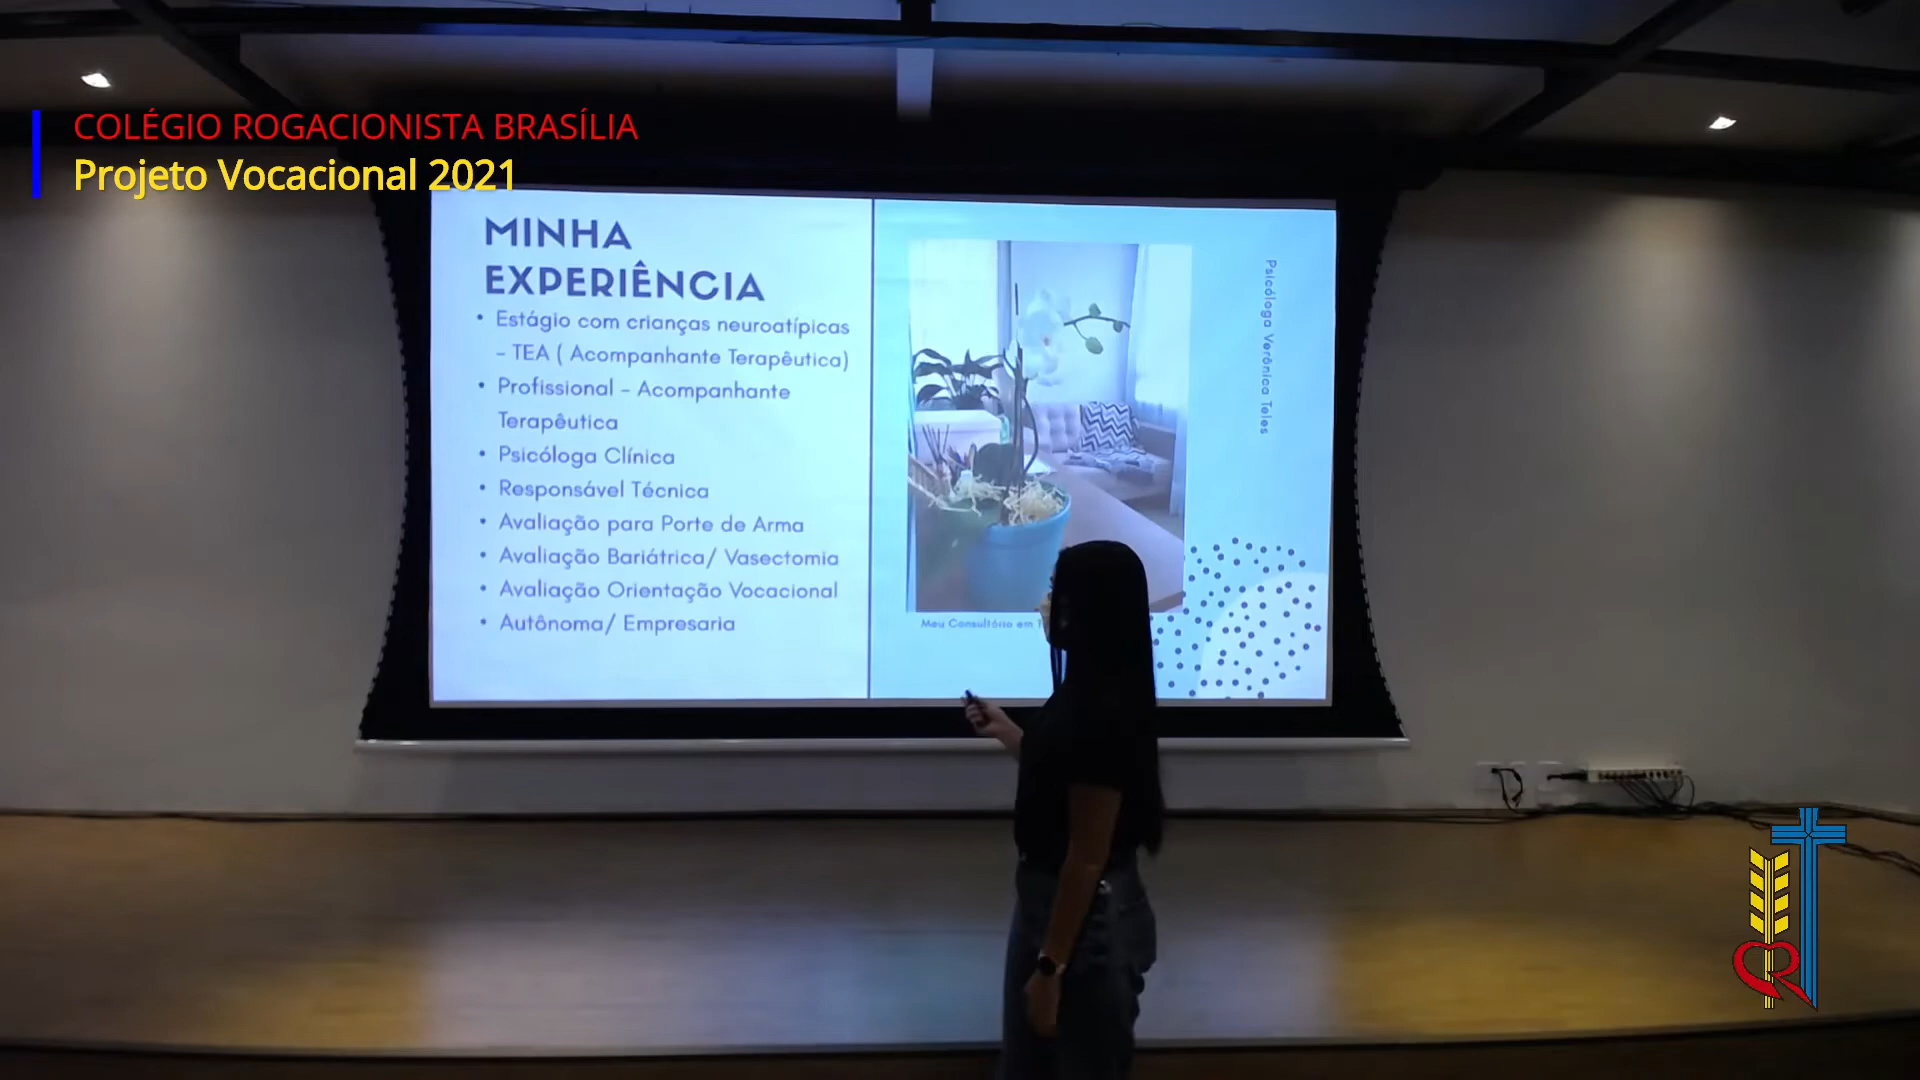 COLÉGIO ROGACIONISTA BRASÍLIA
Projeto Vocacional 2021
MINHA
EXPERIÊNCIA
• Estágio com crianças neuroatípicas
- TEA ( Acompanhante Terapêutica)
• Profissional - Acompanhante
Terapêutica
• Psicóloga Clínica
• Responsável Técnica
• Avaliação para Porte de Arma
• Avaliação Bariátrica/ Vasectomia
• Avaliação Orientação Vocacional
• Autônoma/ Empresaria
Meu Consultório em
Psicóloga Verônica Teles